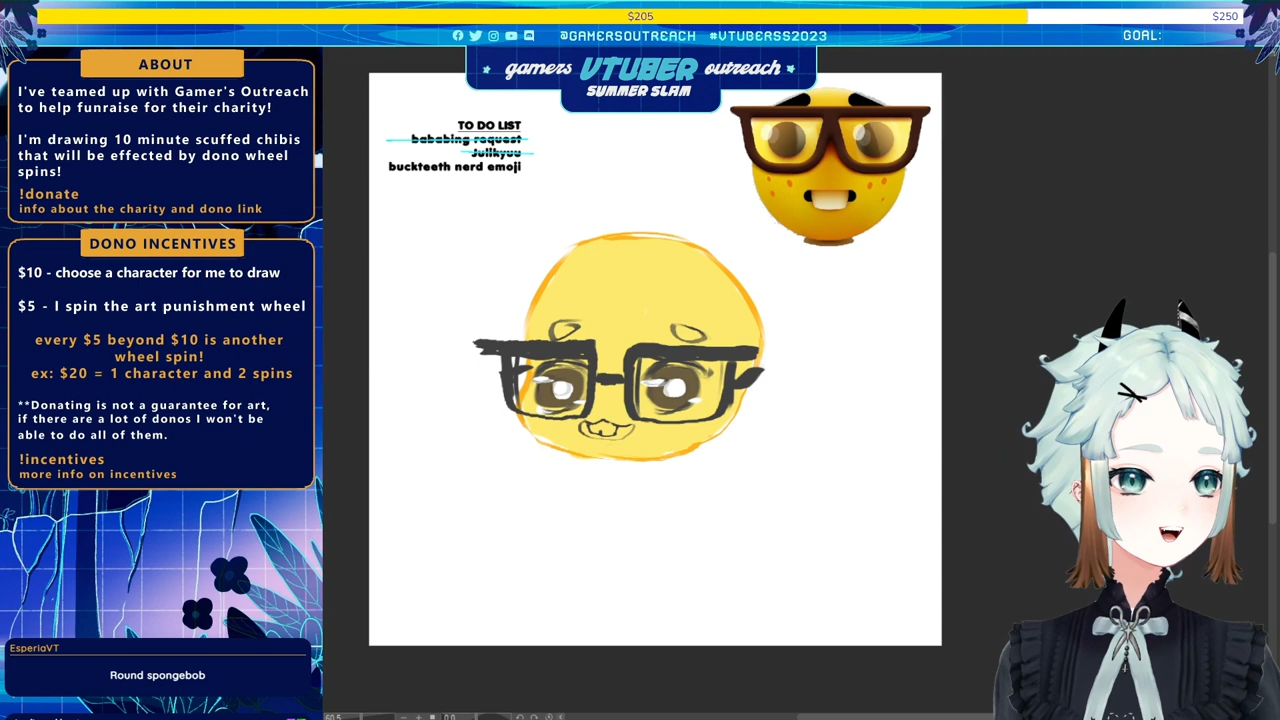 $205
$250
@GAMERSOUTREACH #VTUBERSS2023
GOAL:
gamers VTUBER outreach
SUMMER SLAM
ABOUT
I've teamed up with Gamer's Outreach
to help funraise for their charity!
I'm drawing 10 minute scuffed chibis
that will be effected by dono wheel
spins!
!donate
info about the charity and dono link
DONO INCENTIVES
$10 - choose a character for me to draw
$5 - I spin the art punishment wheel
every $5 beyond $10 is another
wheel spin!
ex: $20 = 1 character and 2 spins
**Donating is not a guarantee for art,
if there are a lot of donos I won't be
able to do all of them.
!incentives
more info on incentives
EsperiaVT
Round spongebob
TO DO LIST
bababing request
Julikyuu
buckteeth nerd emoji